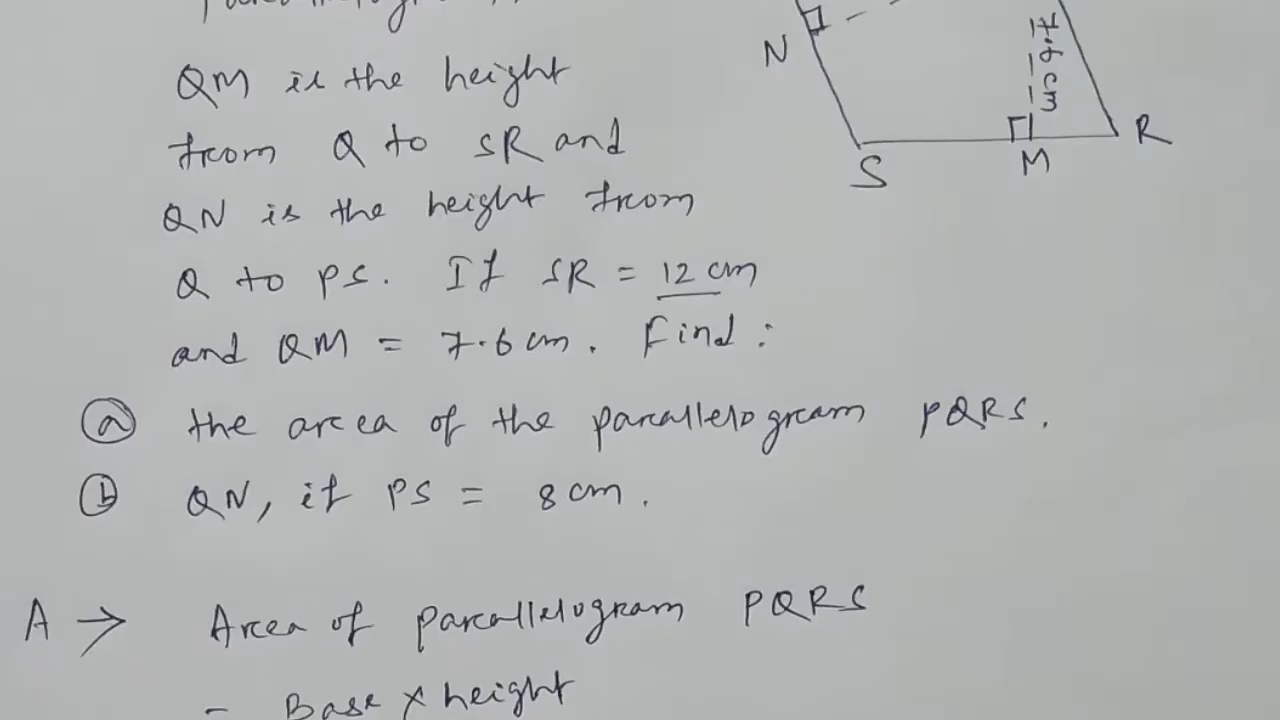 N
7.6 cm
R
S
M
QM is the height
from Q to SR and
QN is the height from
Q to PS. If SR = 12 cm
and QM = 7.6 cm. Find :
(a) the area of the parallelogram PQRS.
(b) QN, if PS = 8 cm.
A → Area of parallelogram PQRS
= Base × height